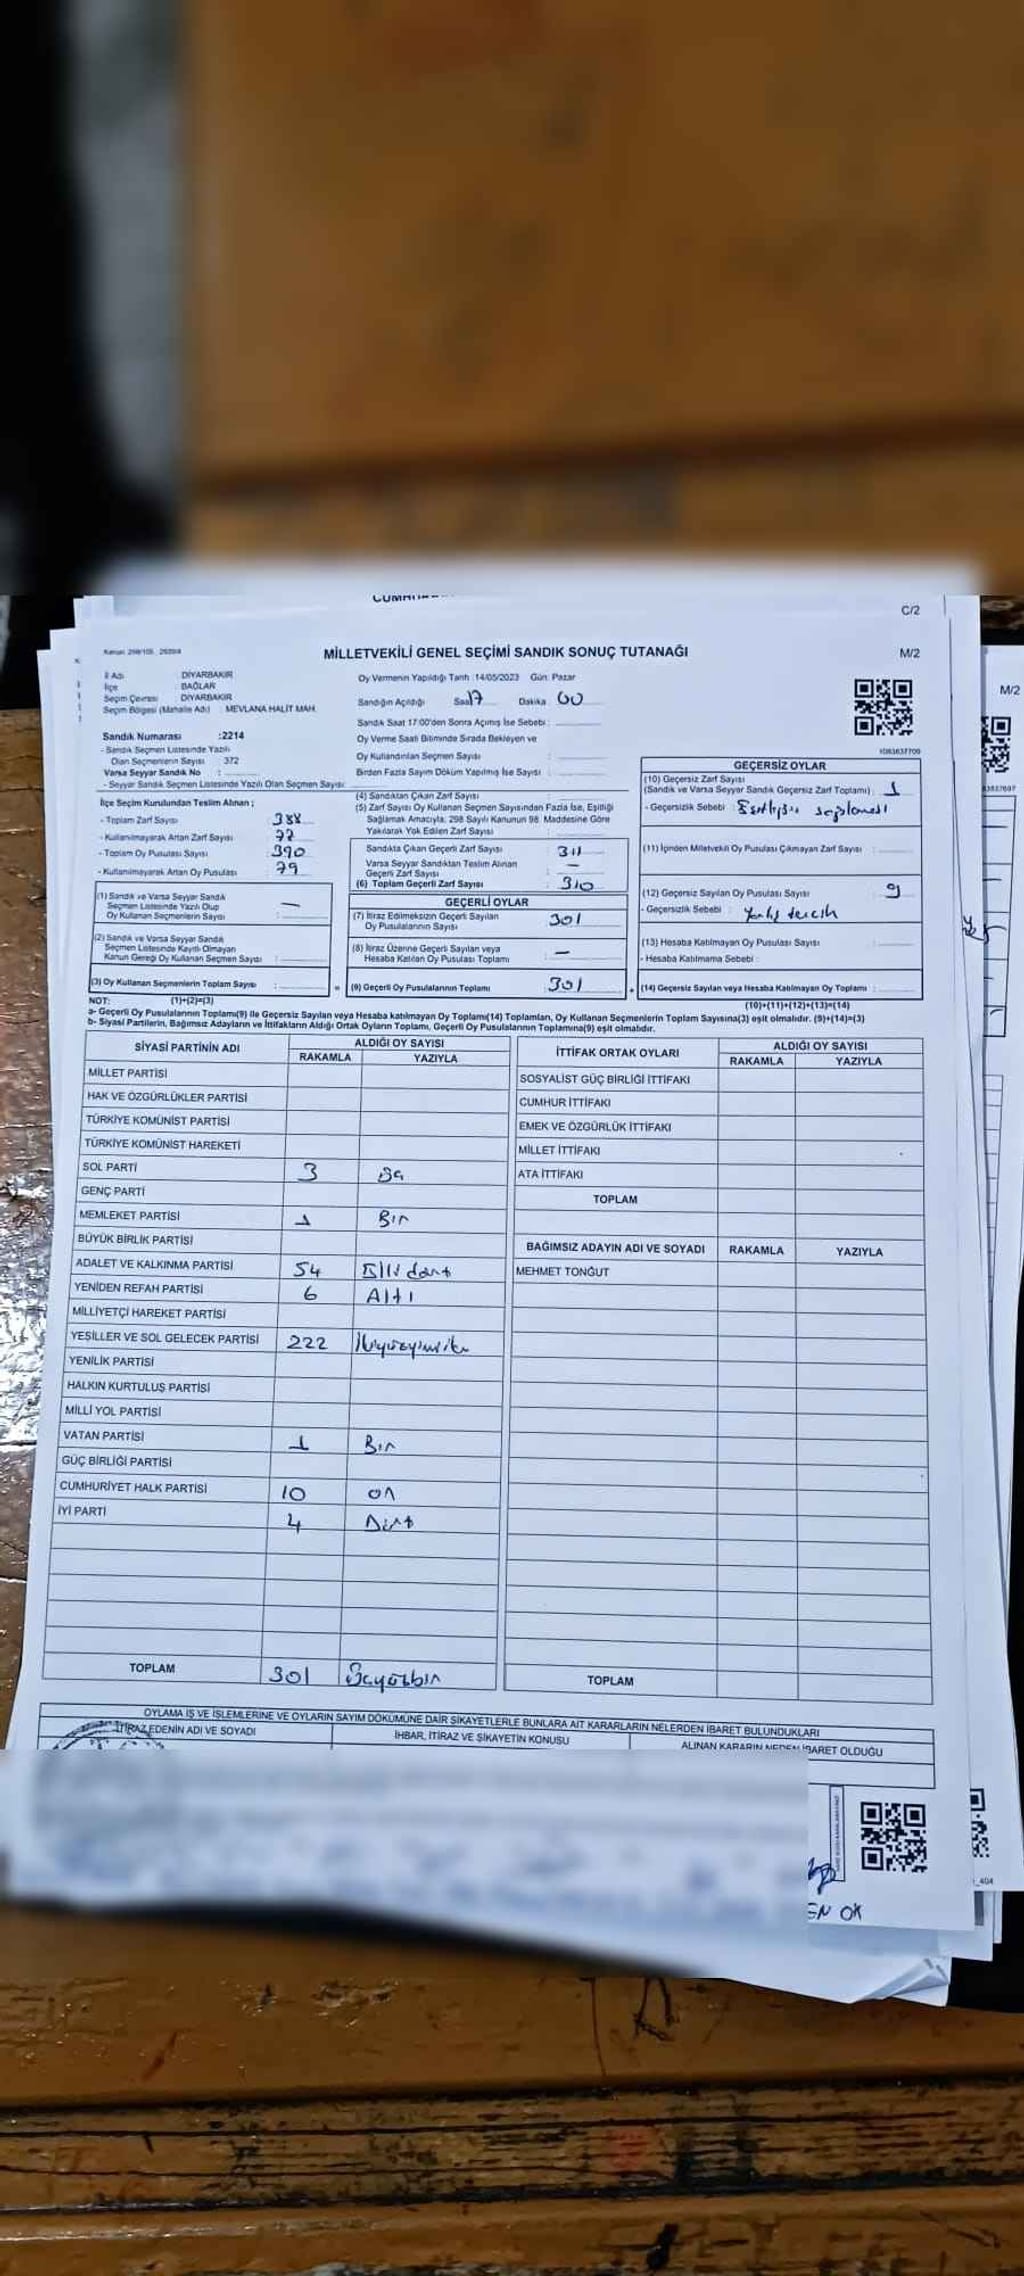 C/2
M/2
MİLLETVEKİLİ GENEL SEÇİMİ SANDIK SONUÇ TUTANAĞI
M/2
İl Adı : DİYARBAKIR
İlçe : BAĞLAR
Seçim Çevresi : DİYARBAKIR
Seçim Bölgesi (Mahalle Adı) : MEVLANA HALİT MAH.
Oy Vermenin Yapıldığı Tarih :14/05/2023 Gün: Pazar
Sandığın Açıldığı Saat 17 Dakika 00
Sandık Saat 17:00'den Sonra Açımış İse Sebebi :
Oy Verme Saati Bitiminde Sırada Bekleyen ve
Oy Kullandırılan Seçmen Sayısı :
Birden Fazla Sayım Döküm Yapılmış İse Sayısı :
1083637709
Sandık Numarası :2214
- Sandık Seçmen Listesinde Yazılı
Olan Seçmenlerin Sayısı 372
Varsa Seyyar Sandık No :
- Seyyar Sandık Seçmen Listesinde Yazılı Olan Seçmen Sayısı:
İlçe Seçim Kurulundan Teslim Alınan ;
- Toplam Zarf Sayısı : 388
- Kullanılmayarak Artan Zarf Sayısı : 77
- Toplam Oy Pusulası Sayısı : 390
- Kullanılmayarak Artan Oy Pusulası : 79
(1) Sandık ve Varsa Seyyar Sandık
Seçmen Listesinde Yazılı Olup
Oy Kullanan Seçmenlerin Sayısı : —
(2) Sandık ve Varsa Seyyar Sandık
Seçmen Listesinde Kayıtlı Olmayan
Kanun Gereği Oy Kullanan Seçmen Sayısı :
(3) Oy Kullanan Seçmenlerin Toplam Sayısı : =
(4) Sandıktan Çıkan Zarf Sayısı :
(5) Zarf Sayısı Oy Kullanan Seçmen Sayısından Fazla İse, Eşitliği
Sağlamak Amacıyla; 298 Sayılı Kanunun 98. Maddesine Göre
Yakılarak Yok Edilen Zarf Sayısı :
Sandıkta Çıkan Geçerli Zarf Sayısı : 311
Varsa Seyyar Sandıktan Teslim Alınan
Geçerli Zarf Sayısı : —
(6) Toplam Geçerli Zarf Sayısı : 310
GEÇERLİ OYLAR
(7) İtiraz Edilmeksizin Geçerli Sayılan
Oy Pusulalarının Sayısı : 301
(8) İtiraz Üzerine Geçerli Sayılan veya
Hesaba Katılan Oy Pusulası Toplamı : —
(9) Geçerli Oy Pusulalarının Toplamı : 301 +
GEÇERSİZ OYLAR
(10) Geçersiz Zarf Sayısı
(Sandık ve Varsa Seyyar Sandık Geçersiz Zarf Toplamı) : 1
- Geçersizlik Sebebi :
(11) İçinden Milletvekili Oy Pusulası Çıkmayan Zarf Sayısı :
(12) Geçersiz Sayılan Oy Pusulası Sayısı : 9
- Geçersizlik Sebebi : Yanlış tercih
(13) Hesaba Katılmayan Oy Pusulası Sayısı :
- Hesaba Katılmama Sebebi :
(14) Geçersiz Sayılan veya Hesaba Katılmayan Oy Toplamı :
NOT: (1)+(2)=(3) (10)+(11)+(12)+(13)=(14)
a- Geçerli Oy Pusulalarının Toplamı(9) ile Geçersiz Sayılan veya Hesaba katılmayan Oy Toplamı(14) Toplamları, Oy Kullanan Seçmenlerin Toplam Sayısına(3) eşit olmalıdır. (9)+(14)=(3)
b- Siyasi Partilerin, Bağımsız Adayların ve İttifakların Aldığı Ortak Oyların Toplamı, Geçerli Oy Pusulalarının Toplamına(9) eşit olmalıdır.
SİYASİ PARTİNİN ADI ALDIĞI OY SAYISI
RAKAMLA YAZIYLA
MİLLET PARTİSİ
HAK VE ÖZGÜRLÜKLER PARTİSİ
TÜRKİYE KOMÜNİST PARTİSİ
TÜRKİYE KOMÜNİST HAREKETİ
SOL PARTİ 3
GENÇ PARTİ
MEMLEKET PARTİSİ 1 Bir
BÜYÜK BİRLİK PARTİSİ
ADALET VE KALKINMA PARTİSİ 54 Elli dört
YENİDEN REFAH PARTİSİ 6 Altı
MİLLİYETÇİ HAREKET PARTİSİ
YEŞİLLER VE SOL GELECEK PARTİSİ 222 İkiyüzyirmiiki
YENİLİK PARTİSİ
HALKIN KURTULUŞ PARTİSİ
MİLLİ YOL PARTİSİ
VATAN PARTİSİ 1 Bir
GÜÇ BİRLİĞİ PARTİSİ
CUMHURİYET HALK PARTİSİ 10 on
İYİ PARTİ 4 Dört
TOPLAM 301 Üçyüzbir
İTTİFAK ORTAK OYLARI ALDIĞI OY SAYISI
RAKAMLA YAZIYLA
SOSYALİST GÜÇ BİRLİĞİ İTTİFAKI
CUMHUR İTTİFAKI
EMEK VE ÖZGÜRLÜK İTTİFAKI
MİLLET İTTİFAKI
ATA İTTİFAKI
TOPLAM
BAĞIMSIZ ADAYIN ADI VE SOYADI RAKAMLA YAZIYLA
MEHMET TONĞUT
TOPLAM
OYLAMA İŞ VE İŞLEMLERİNE VE OYLARIN SAYIM DÖKÜMÜNE DAİR ŞİKAYETLERLE BUNLARA AİT KARARLARIN NELERDEN İBARET BULUNDUKLARI
İTİRAZ EDENİN ADI VE SOYADI İHBAR, İTİRAZ VE ŞİKAYETİN KONUSU ALINAN KARARIN NEDEN İBARET OLDUĞU
EN OK